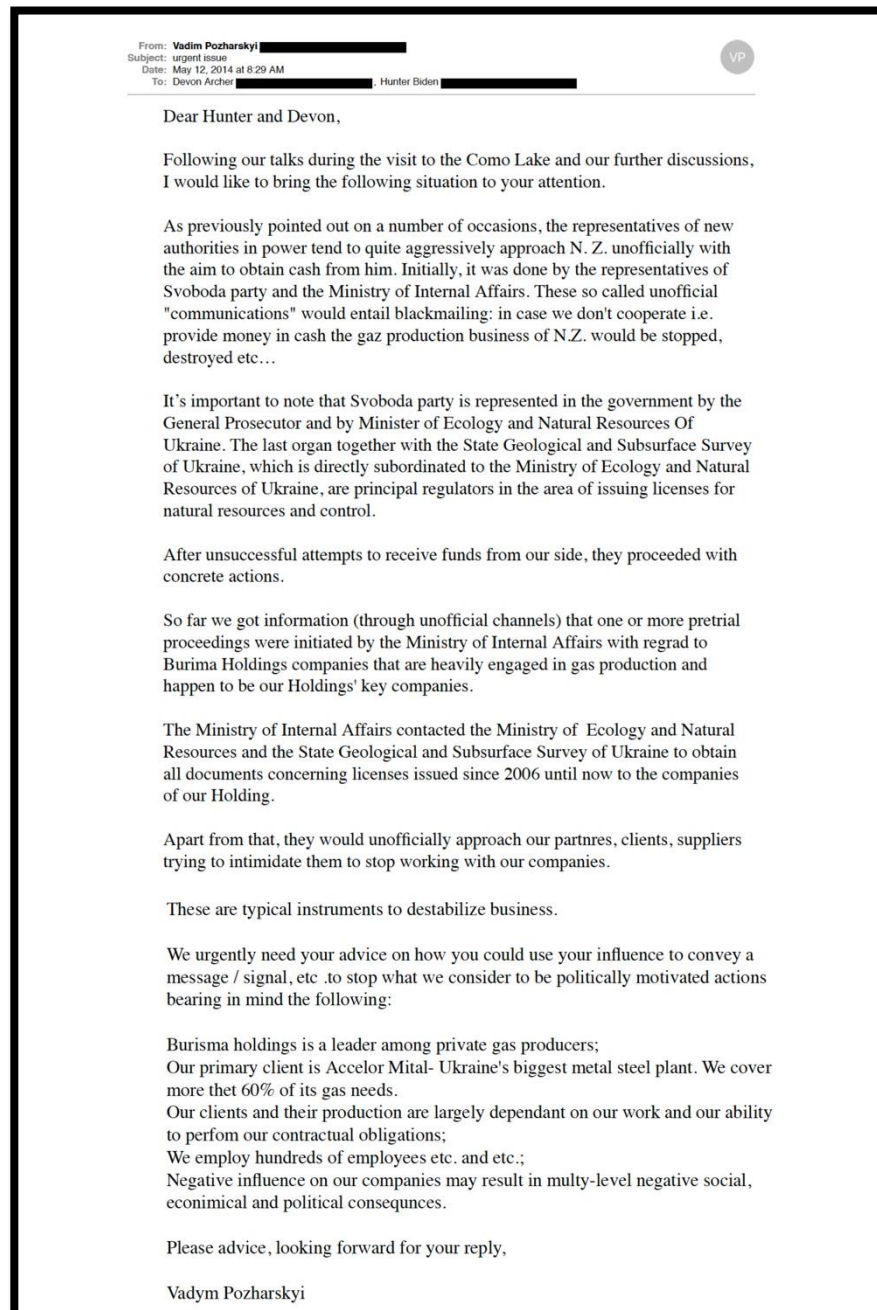 From: Vadim Pozharskyi
Subject: urgent issue
Date: May 12, 2014 at 8:29 AM
To: Devon Archer , Hunter Biden
VP
Dear Hunter and Devon,
Following our talks during the visit to the Como Lake and our further discussions,
I would like to bring the following situation to your attention.
As previously pointed out on a number of occasions, the representatives of new
authorities in power tend to quite aggressively approach N. Z. unofficially with
the aim to obtain cash from him. Initially, it was done by the representatives of
Svoboda party and the Ministry of Internal Affairs. These so called unofficial
"communications" would entail blackmailing: in case we don't cooperate i.e.
provide money in cash the gaz production business of N.Z. would be stopped,
destroyed etc…
It’s important to note that Svoboda party is represented in the government by the
General Prosecutor and by Minister of Ecology and Natural Resources Of
Ukraine. The last organ together with the State Geological and Subsurface Survey
of Ukraine, which is directly subordinated to the Ministry of Ecology and Natural
Resources of Ukraine, are principal regulators in the area of issuing licenses for
natural resources and control.
After unsuccessful attempts to receive funds from our side, they proceeded with
concrete actions.
So far we got information (through unofficial channels) that one or more pretrial
proceedings were initiated by the Ministry of Internal Affairs with regrad to
Burima Holdings companies that are heavily engaged in gas production and
happen to be our Holdings' key companies.
The Ministry of Internal Affairs contacted the Ministry of  Ecology and Natural
Resources and the State Geological and Subsurface Survey of Ukraine to obtain
all documents concerning licenses issued since 2006 until now to the companies
of our Holding.
Apart from that, they would unofficially approach our partnres, clients, suppliers
trying to intimidate them to stop working with our companies.
These are typical instruments to destabilize business.
We urgently need your advice on how you could use your influence to convey a
message / signal, etc .to stop what we consider to be politically motivated actions
bearing in mind the following:
Burisma holdings is a leader among private gas producers;
Our primary client is Accelor Mital- Ukraine's biggest metal steel plant. We cover
more thet 60% of its gas needs.
Our clients and their production are largely dependant on our work and our ability
to perfom our contractual obligations;
We employ hundreds of employees etc. and etc.;
Negative influence on our companies may result in multy-level negative social,
econimical and political consequnces.
Please advice, looking forward for your reply,
Vadym Pozharskyi